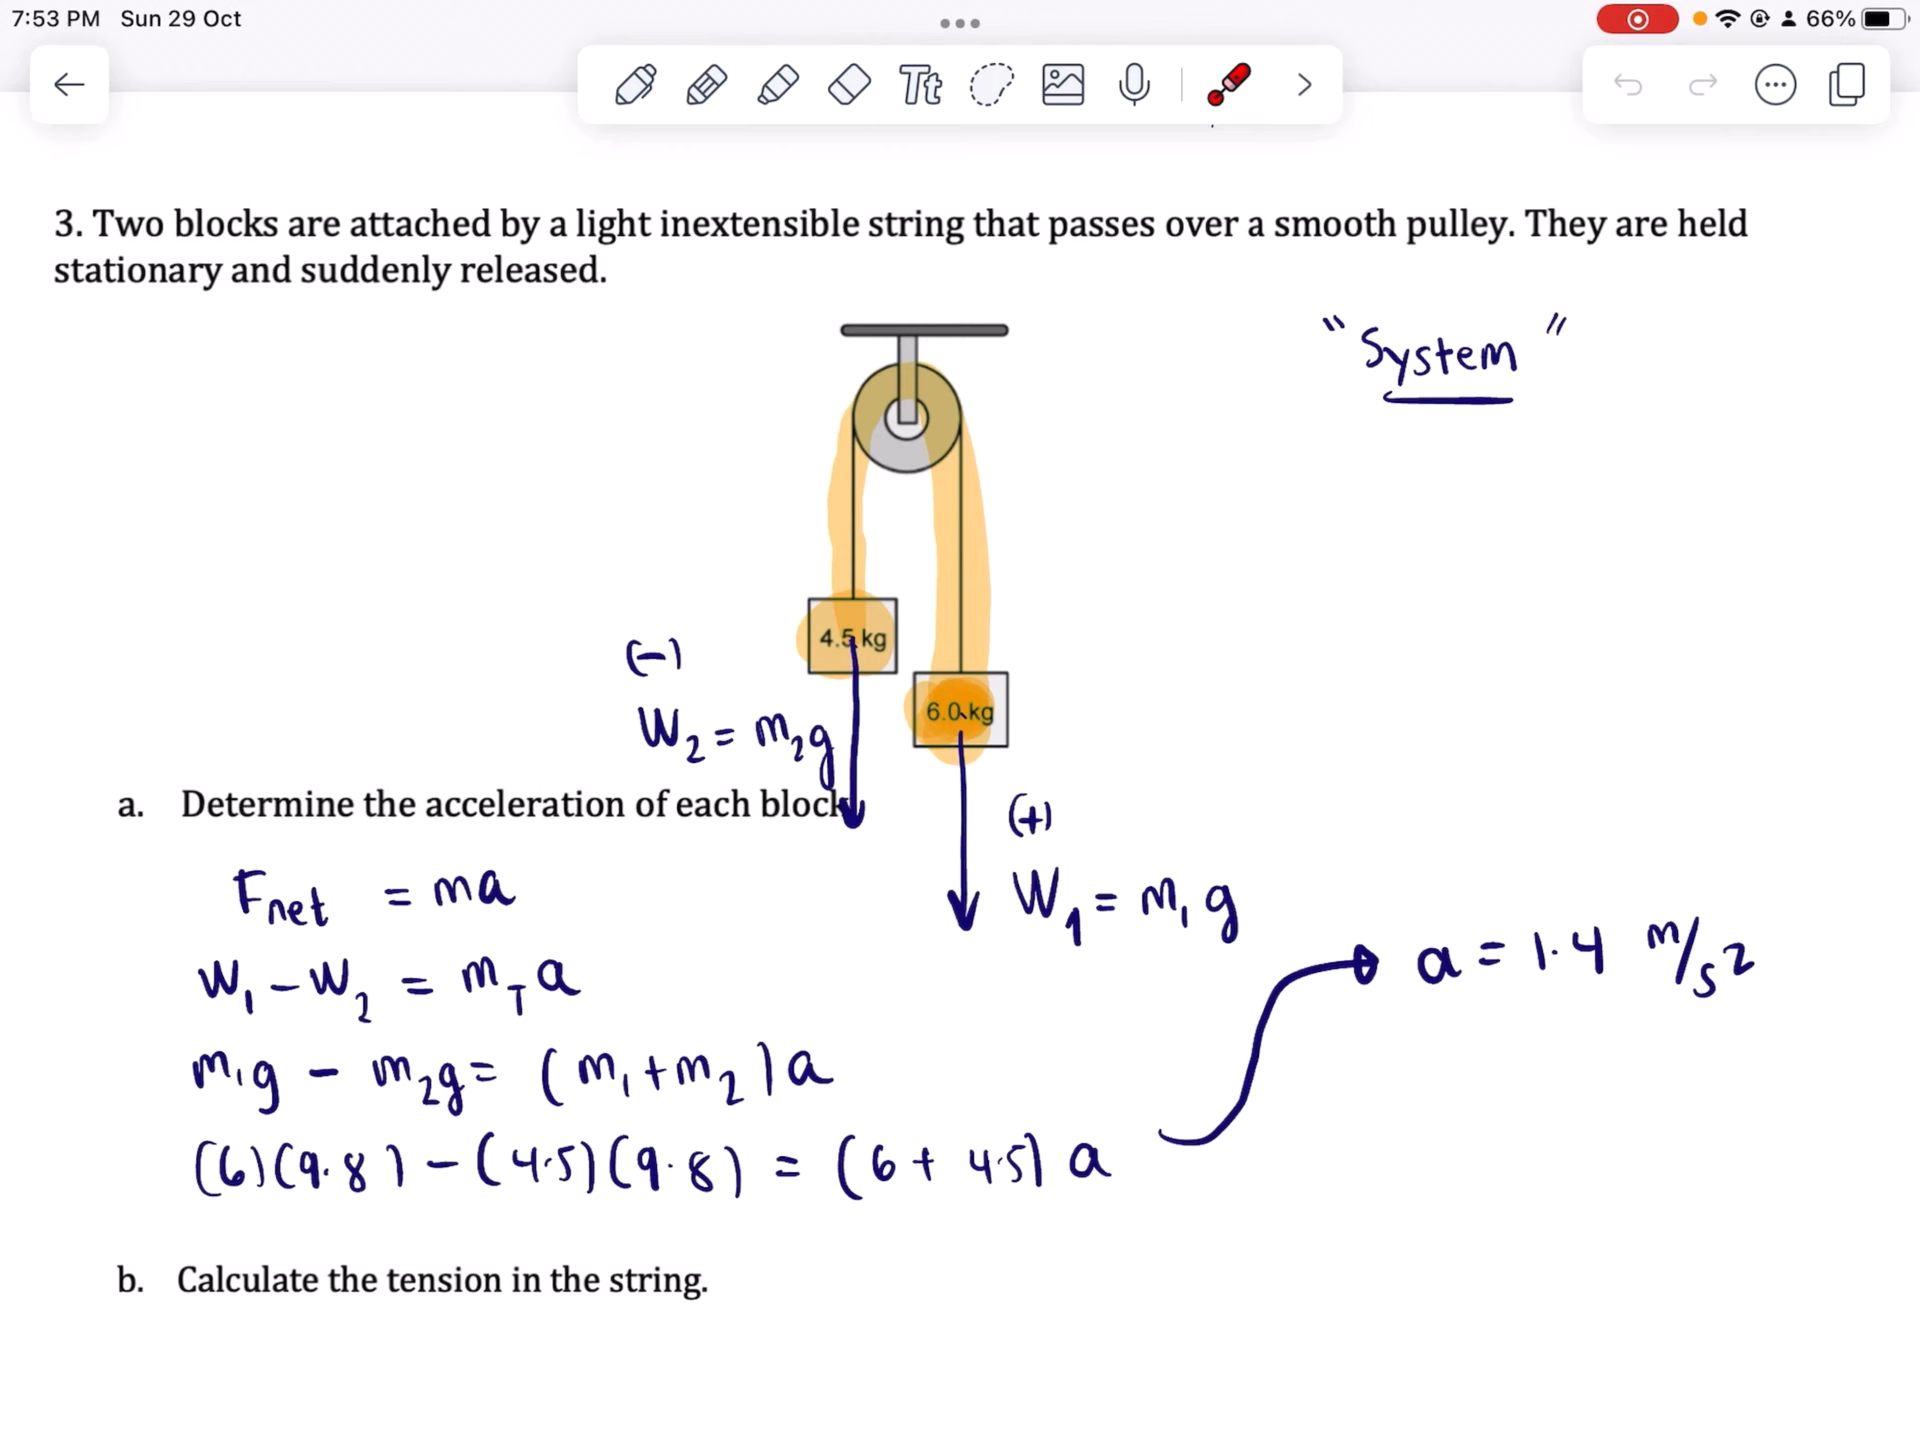 7:53 PM Sun 29 Oct
66%
Tt
3. Two blocks are attached by a light inextensible string that passes over a smooth pulley. They are held
stationary and suddenly released.
"System"
4.5 kg
(-)
6.0 kg
W₂ = m₂g
a. Determine the acceleration of each block
(+)
Fnet = ma
W₁ = m₁g
a = 1.4 m/s²
W₁ - W₂ = mTa
m₁g - m₂g = (m₁ + m₂)a
(6)(9.8) - (4.5)(9.8) = (6 + 4.5) a
b. Calculate the tension in the string.